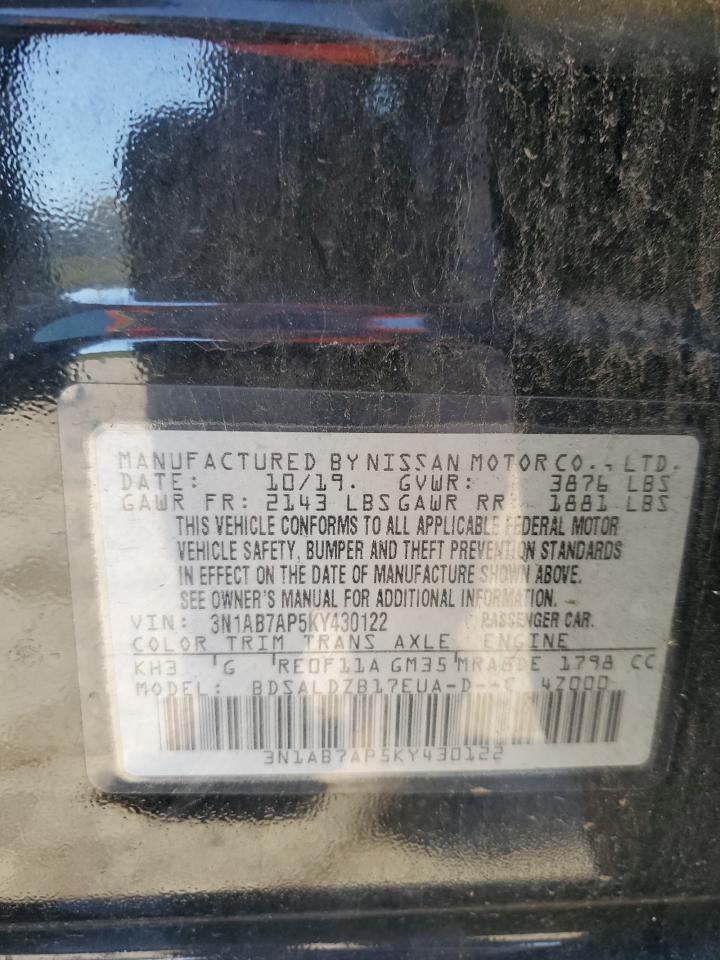 MANUFACTURED BY NISSAN MOTOR CO., LTD.
DATE: 10/19. GVWR: 3876 LBS
GAWR FR: 2143 LBS GAWR RR: 1881 LBS
THIS VEHICLE CONFORMS TO ALL APPLICABLE FEDERAL MOTOR
VEHICLE SAFETY, BUMPER AND THEFT PREVENTION STANDARDS
IN EFFECT ON THE DATE OF MANUFACTURE SHOWN ABOVE.
SEE OWNER'S MANUAL FOR ADDITIONAL INFORMATION.
VIN: 3N1AB7AP5KY430122 PASSENGER CAR.
COLOR TRIM TRANS AXLE ENGINE
KH3 G RE0F11A GM35 MRA8DE 1798 CC
MODEL: 4Z000
3N1AB7AP5KY430122